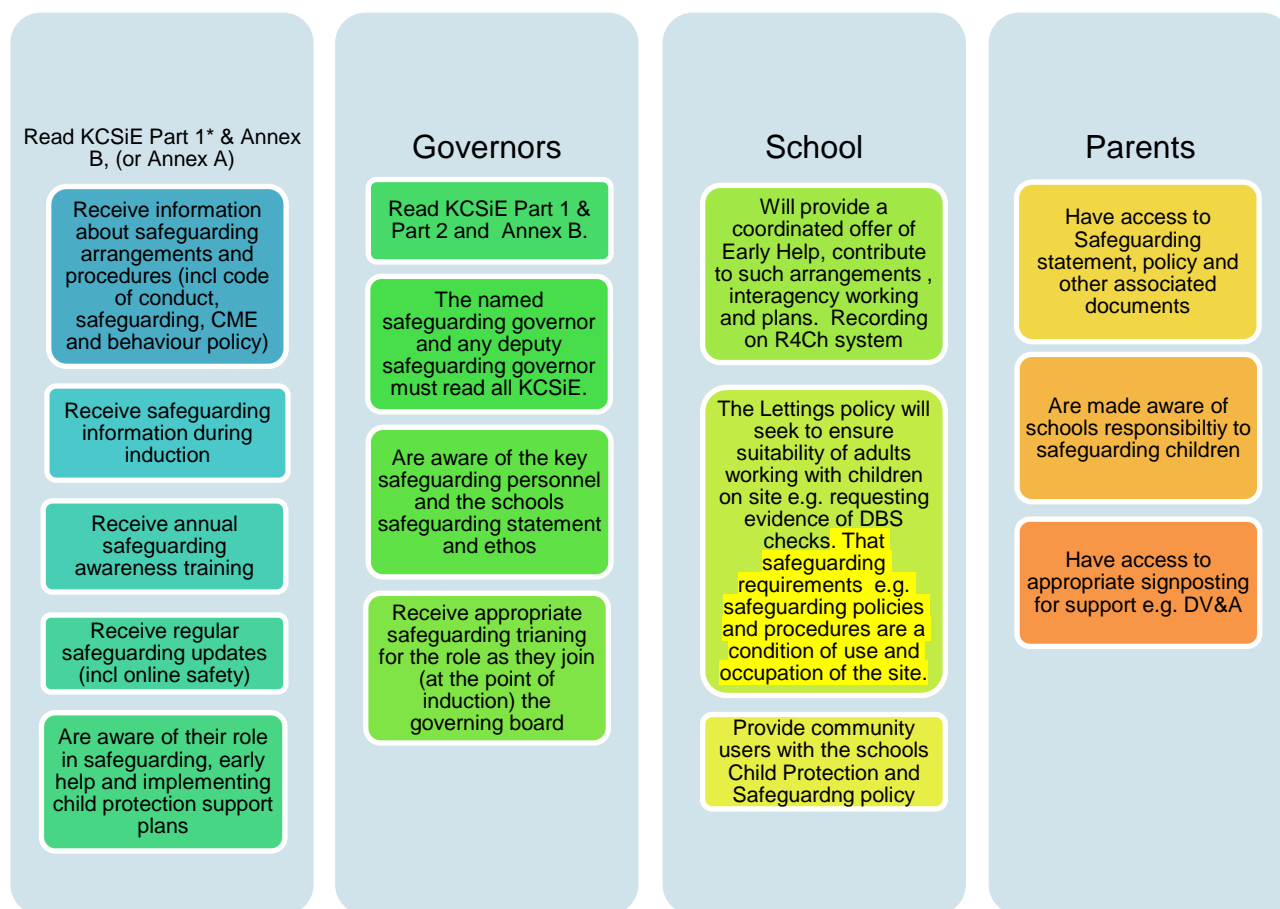 Read KCSiE Part 1* & Annex
B, (or Annex A)
Receive information
about safeguarding
arrangements and
procedures (incl code
of conduct,
safeguarding, CME
and behaviour policy)
Receive safeguarding
information during
induction
Receive annual
safeguarding
awareness training
Receive regular
safeguarding updates
(incl online safety)
Are aware of their role
in safeguarding, early
help and implementing
child protection support
plans
Governors
Read KCSiE Part 1 &
Part 2 and Annex B.
The named
safeguarding governor
and any deputy
safeguarding governor
must read all KCSiE.
Are aware of the key
safeguarding personnel
and the schools
safeguarding statement
and ethos
Receive appropriate
safeguarding trianing
for the role as they join
(at the point of
induction) the
governing board
School
Will provide a
coordinated offer of
Early Help, contribute
to such arrangements ,
interagency working
and plans. Recording
on R4Ch system
The Lettings policy will
seek to ensure
suitability of adults
working with children
on site e.g. requesting
evidence of DBS
checks. That
safeguarding
requirements e.g.
safeguarding policies
and procedures are a
condition of use and
occupation of the site.
Provide community
users with the schools
Child Protection and
Safeguardng policy
Parents
Have access to
Safeguarding
statement, policy and
other associated
documents
Are made aware of
schools responsibiltiy to
safeguarding children
Have access to
appropriate signposting
for support e.g. DV&A